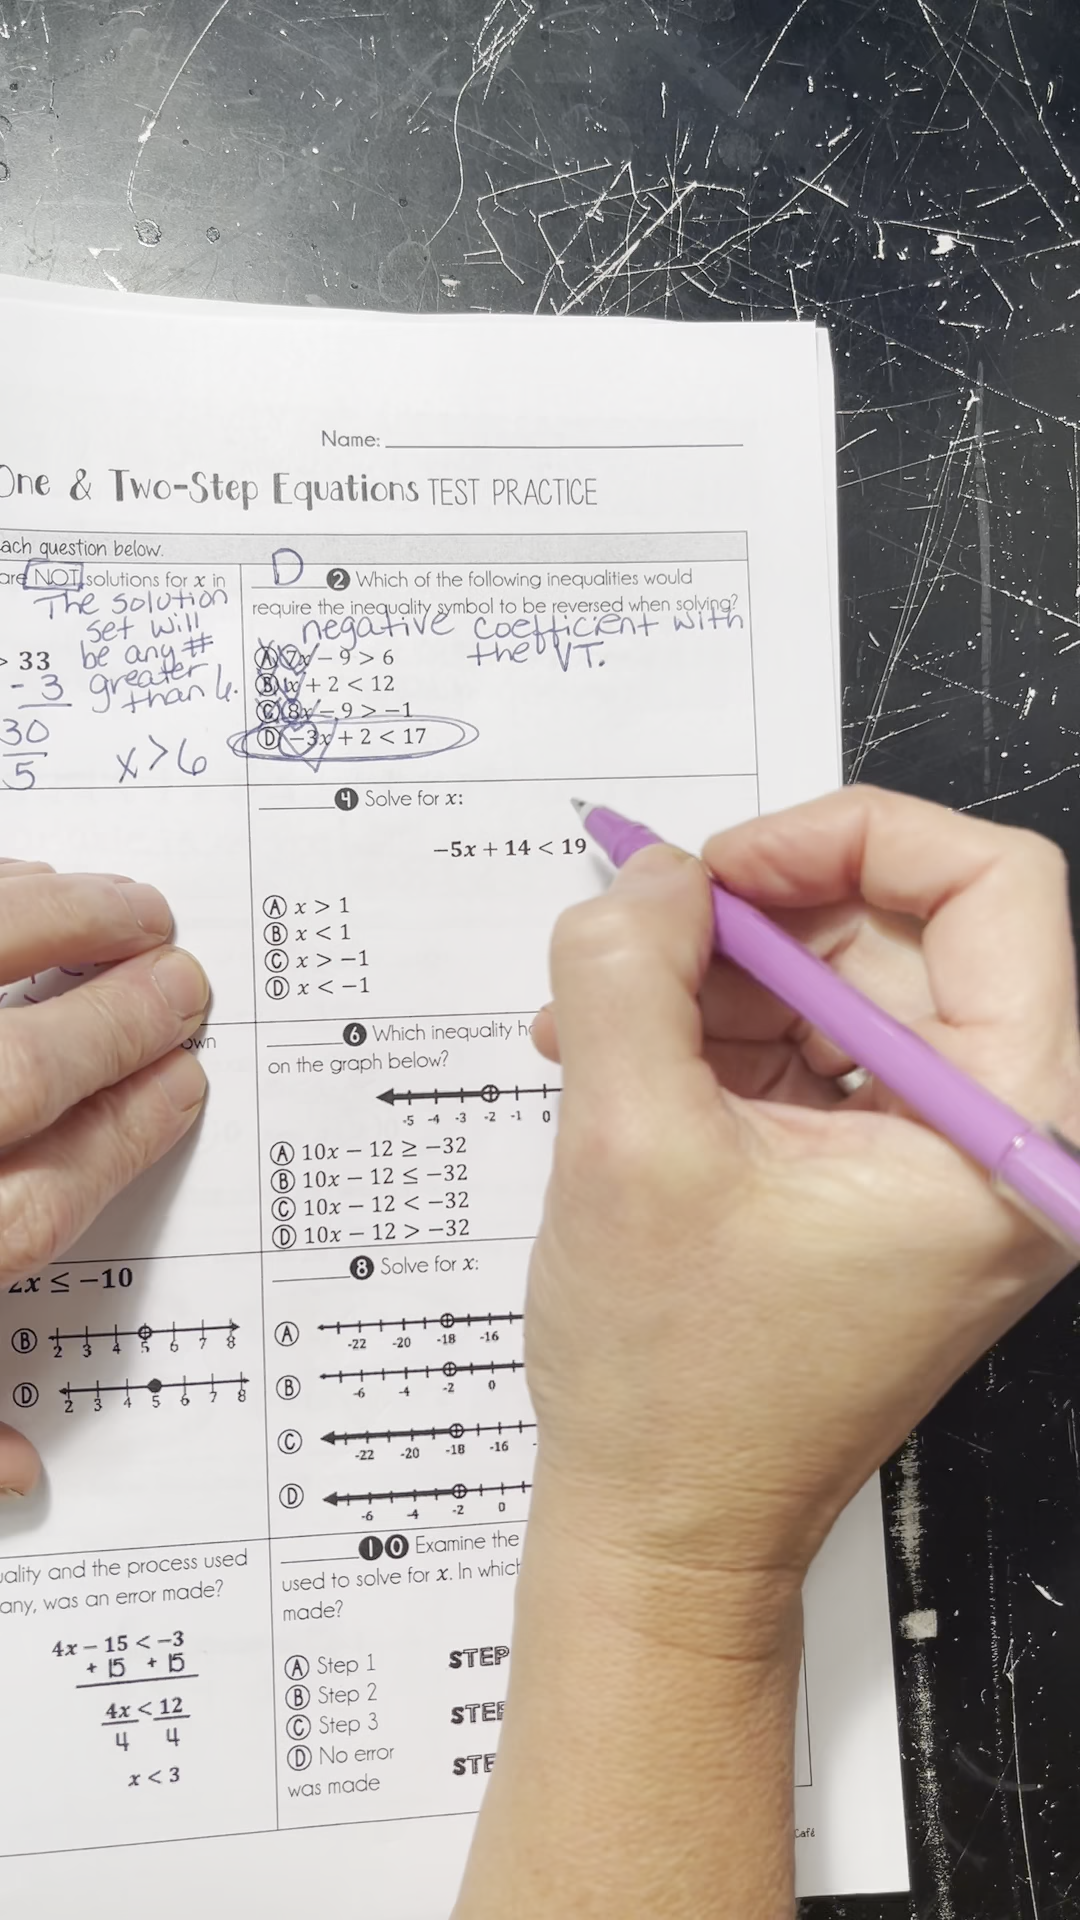 Name:
One & Two-Step Equations TEST PRACTICE
each question below.
are NOT solutions for x in
The solution
set will
be any #
greater
than 6.
> 33
- 3
30
5
x > 6
D
2 Which of the following inequalities would
require the inequality symbol to be reversed when solving?
negative coefficient with
the VT.
A 7x − 9 > 6
B x + 2 < 12
C 8x − 9 > −1
D −3x + 2 < 17
4 Solve for x:
−5x + 14 < 19
A x > 1
B x < 1
C x > −1
D x < −1
own
6 Which inequality
on the graph below?
-5 -4 -3 -2 -1 0
A 10x − 12 ≥ −32
B 10x − 12 ≤ −32
C 10x − 12 < −32
D 10x − 12 > −32
2x ≤ −10
B
2 3 4 5 6 7 8
D
2 3 4 5 6 7 8
8 Solve for x:
A
-22 -20 -18 -16
B
-6 -4 -2 0
C
-22 -20 -18 -16
D
-6 -4 -2 0
uality and the process used
any, was an error made?
4x − 15 < −3
+ 15 + 15
4x < 12
4 4
x < 3
10 Examine the
used to solve for x. In which
made?
A Step 1
B Step 2
C Step 3
D No error
was made
STEP
STEP
STE
Café